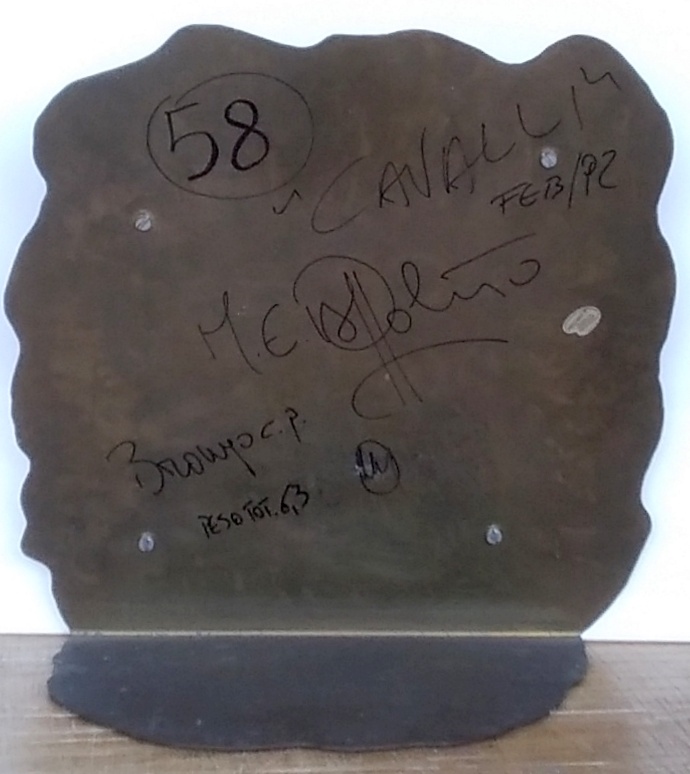 58
CAVALLI
FEB/92
M.E.
Bronzo c.p.
PESO TOT. 6,3